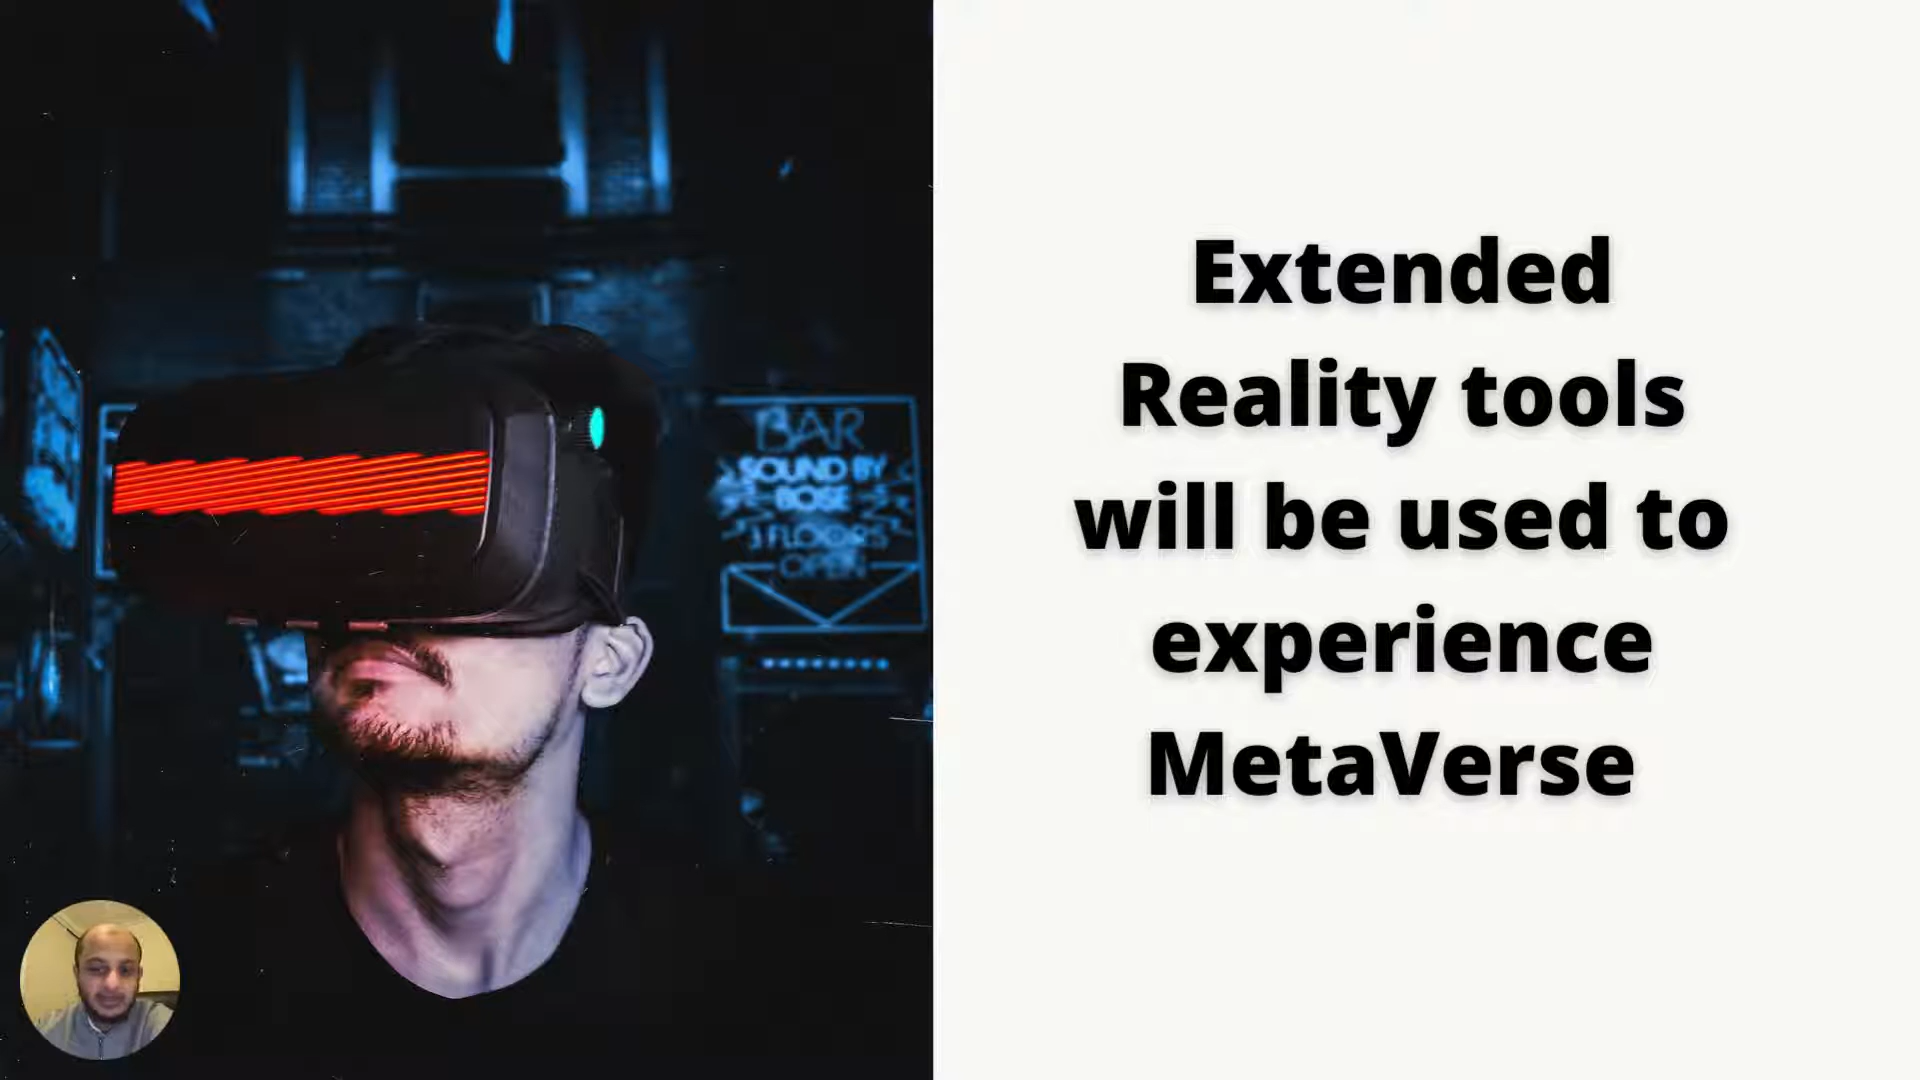 BAR
SOUND BY
BOSE
3 FLOORS
OPEN
Extended
Reality tools
will be used to
experience
MetaVerse